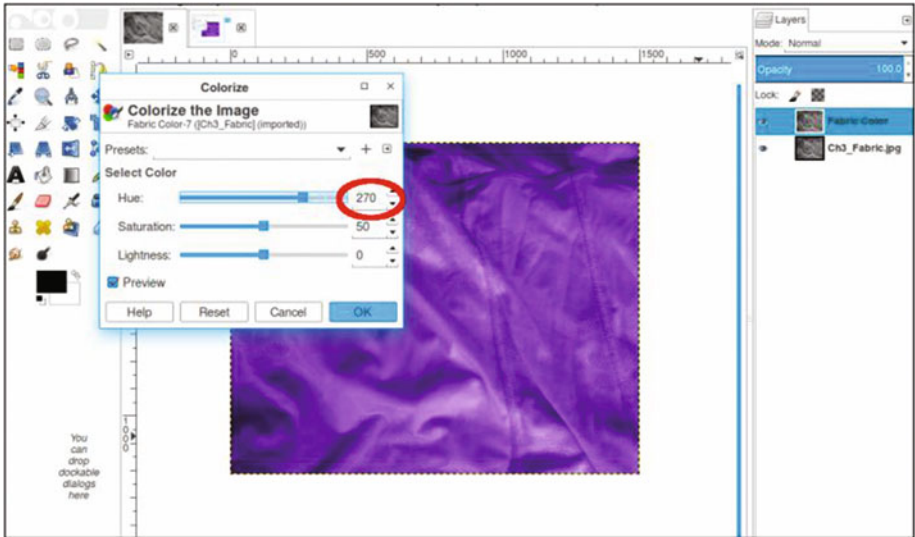 0
500
1000
1500
Colorize
Colorize the Image
Fabric Color-7 ([Ch3_Fabric] (imported))
Presets:
Select Color
Hue: 270
Saturation: 50
Lightness: 0
Preview
Help Reset Cancel OK
1000
You
can
drop
dockable
dialogs
here
Layers
Mode: Normal
Opacity 100.0
Lock:
Fabric Color
Ch3_Fabric.jpg